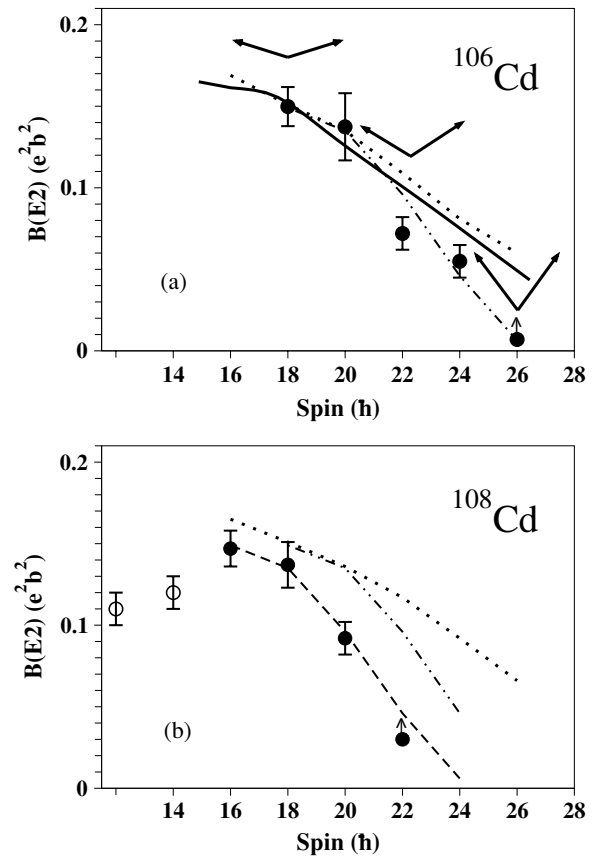 0.2
¹⁰⁶Cd
B(E2) (e²b²)
0.1
(a)
0
14 16 18 20 22 24 26 28
Spin (ħ)
0.2
¹⁰⁸Cd
B(E2) (e²b²)
0.1
(b)
0
14 16 18 20 22 24 26 28
Spin (ħ)